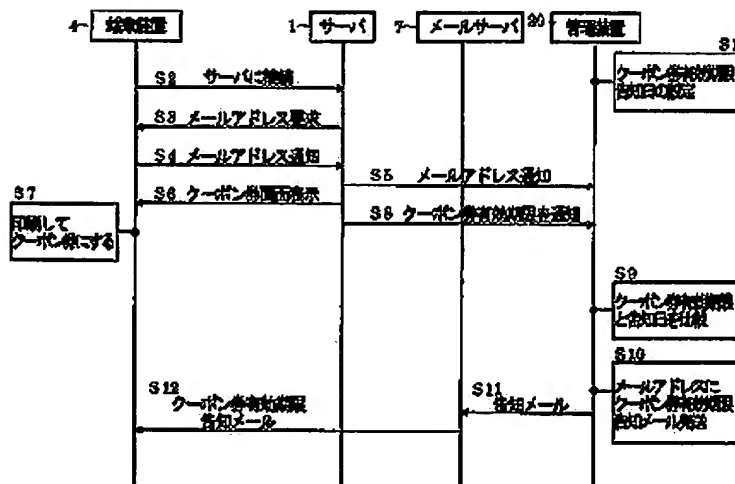 4 端末装置
1 サーバ
7 メールサーバ
20 管理装置
S1
クーポン券有効期限
告知日の設定
S2 サーバに接続
S3 メールアドレス要求
S4 メールアドレス通知
S5 メールアドレス通知
S6 クーポン券画面表示
S7
印刷して
クーポン券にする
S8 クーポン券有効期限を通知
S9
クーポン券有効期限
と告知日を比較
S10
メールアドレスに
クーポン券有効期限
告知メール発送
S11
告知メール
S12
クーポン券有効期限
告知メール